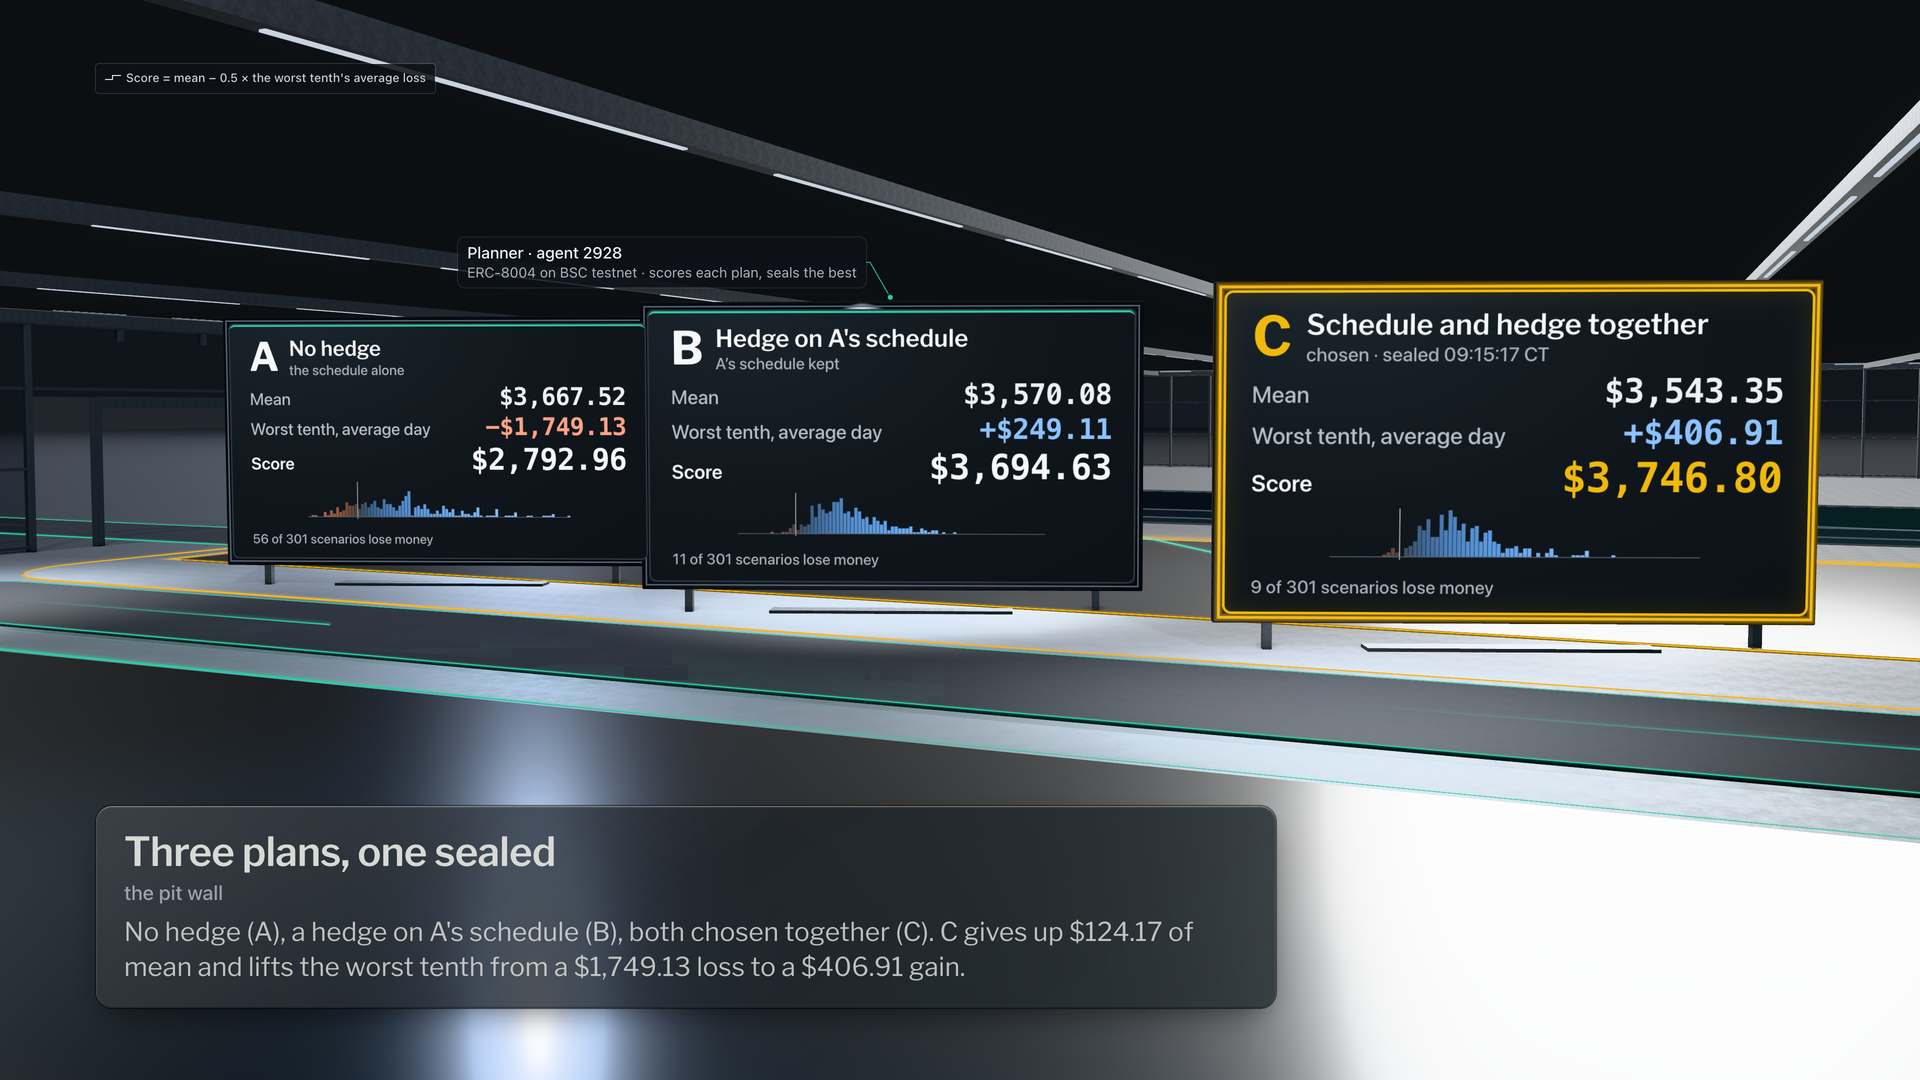 Score = mean − 0.5 × the worst tenth's average loss
Planner · agent 2928
ERC-8004 on BSC testnet · scores each plan, seals the best
A No hedge
the schedule alone
Mean $3,667.52
Worst tenth, average day −$1,749.13
Score $2,792.96
56 of 301 scenarios lose money
B Hedge on A's schedule
A's schedule kept
Mean $3,570.08
Worst tenth, average day +$249.11
Score $3,694.63
11 of 301 scenarios lose money
C Schedule and hedge together
chosen · sealed 09:15:17 CT
Mean $3,543.35
Worst tenth, average day +$406.91
Score $3,746.80
9 of 301 scenarios lose money
Three plans, one sealed
the pit wall
No hedge (A), a hedge on A's schedule (B), both chosen together (C). C gives up $124.17 of
mean and lifts the worst tenth from a $1,749.13 loss to a $406.91 gain.